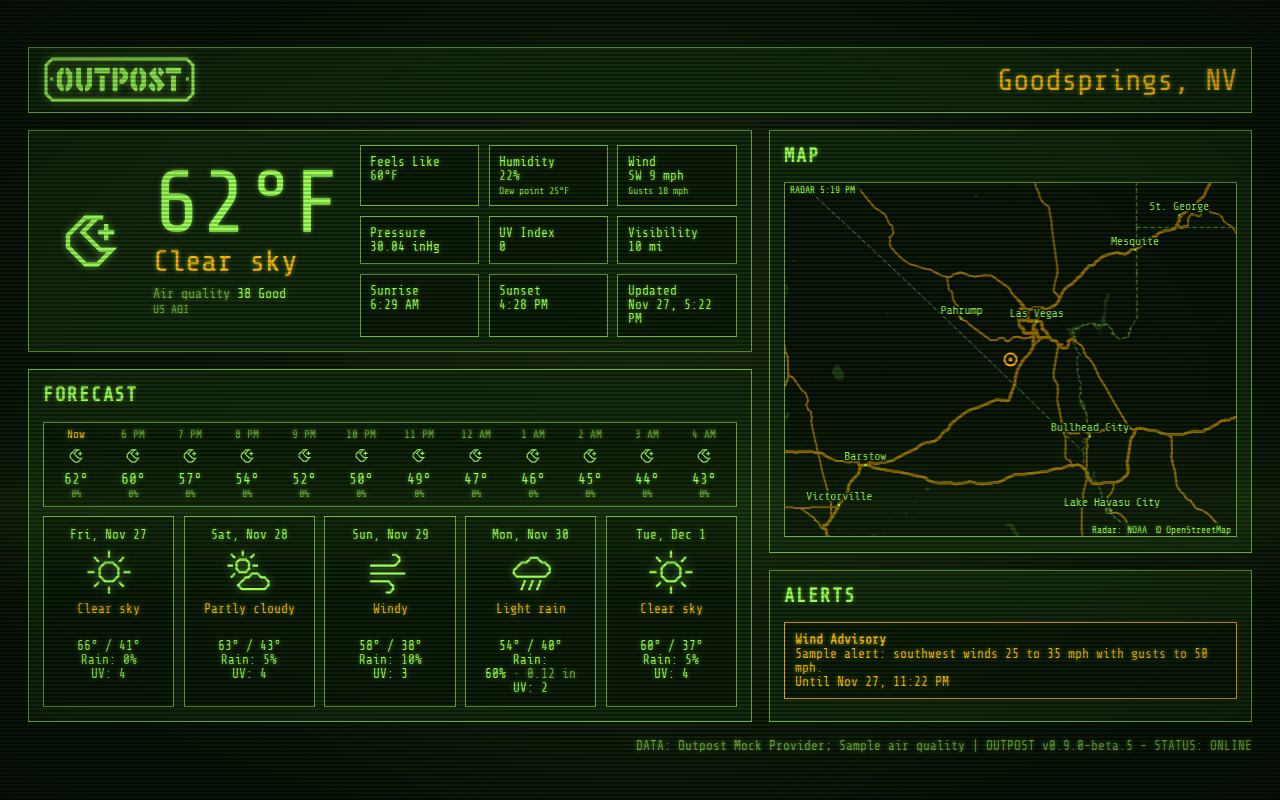 OUTPOST
Goodsprings, NV
62°F
Clear sky
Air quality 38 Good
US AQI
Feels Like
60°F
Humidity
22%
Dew point 25°F
Wind
SW 9 mph
Gusts 18 mph
Pressure
30.04 inHg
UV Index
0
Visibility
10 mi
Sunrise
6:29 AM
Sunset
4:28 PM
Updated
Nov 27, 5:22
PM
FORECAST
Now 6 PM 7 PM 8 PM 9 PM 10 PM 11 PM 12 AM 1 AM 2 AM 3 AM 4 AM
62° 60° 57° 54° 52° 50° 49° 47° 46° 45° 44° 43°
0% 0% 0% 0% 0% 0% 0% 0% 0% 0% 0% 0%
Fri, Nov 27
Clear sky
66° / 41°
Rain: 0%
UV: 4
Sat, Nov 28
Partly cloudy
63° / 43°
Rain: 5%
UV: 4
Sun, Nov 29
Windy
58° / 38°
Rain: 10%
UV: 3
Mon, Nov 30
Light rain
54° / 40°
Rain:
60% · 0.12 in
UV: 2
Tue, Dec 1
Clear sky
60° / 37°
Rain: 5%
UV: 4
MAP
RADAR 5:19 PM
St. George
Mesquite
Pahrump
Las Vegas
Bullhead City
Barstow
Victorville
Lake Havasu City
Radar: NOAA © OpenStreetMap
ALERTS
Wind Advisory
Sample alert: southwest winds 25 to 35 mph with gusts to 50
mph.
Until Nov 27, 11:22 PM
DATA: Outpost Mock Provider; Sample air quality | OUTPOST v0.9.0-beta.5 - STATUS: ONLINE